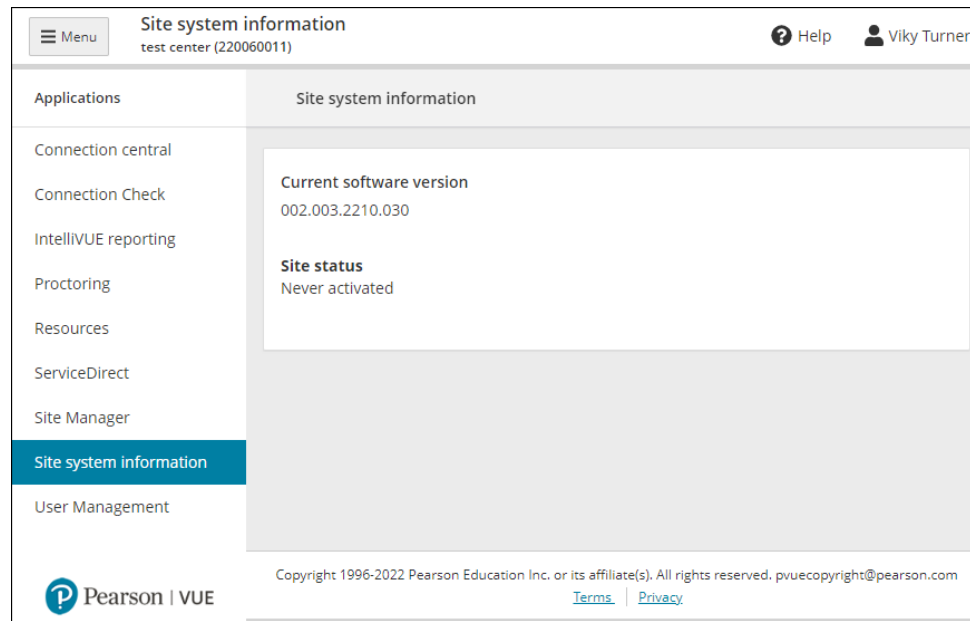 Menu
Site system information
test center (220060011)
Help
Viky Turner
Applications
Site system information
Connection central
Connection Check
IntelliVUE reporting
Proctoring
Resources
ServiceDirect
Site Manager
Site system information
User Management
Current software version
002.003.2210.030
Site status
Never activated
Pearson | VUE
Copyright 1996-2022 Pearson Education Inc. or its affiliate(s). All rights reserved. pvuecopyright@pearson.com
Terms | Privacy